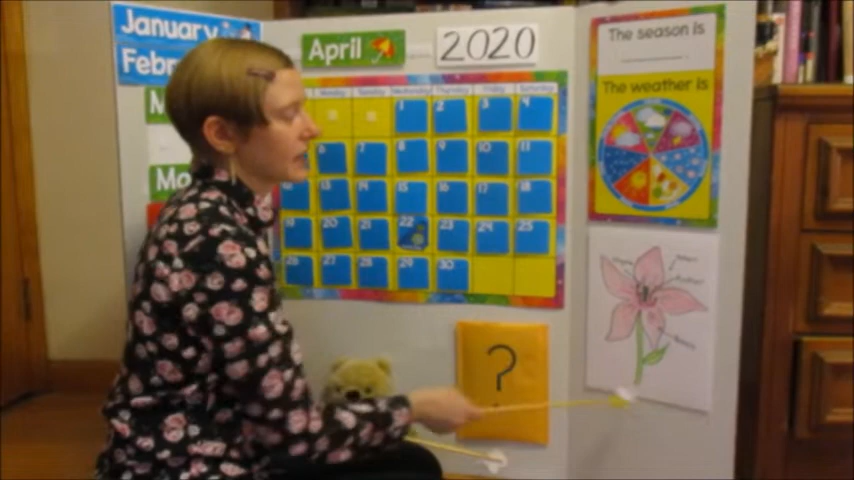 January
Febr
April
2020
The season is
The weather is
M
Ma
Monday Tuesday Wednesday Thursday Friday Saturday
1 2 3 4
6 7 8 9 10 11
12 13 14 15 16 17 18
19 20 21 22 23 24 25
26 27 28 29 30
?